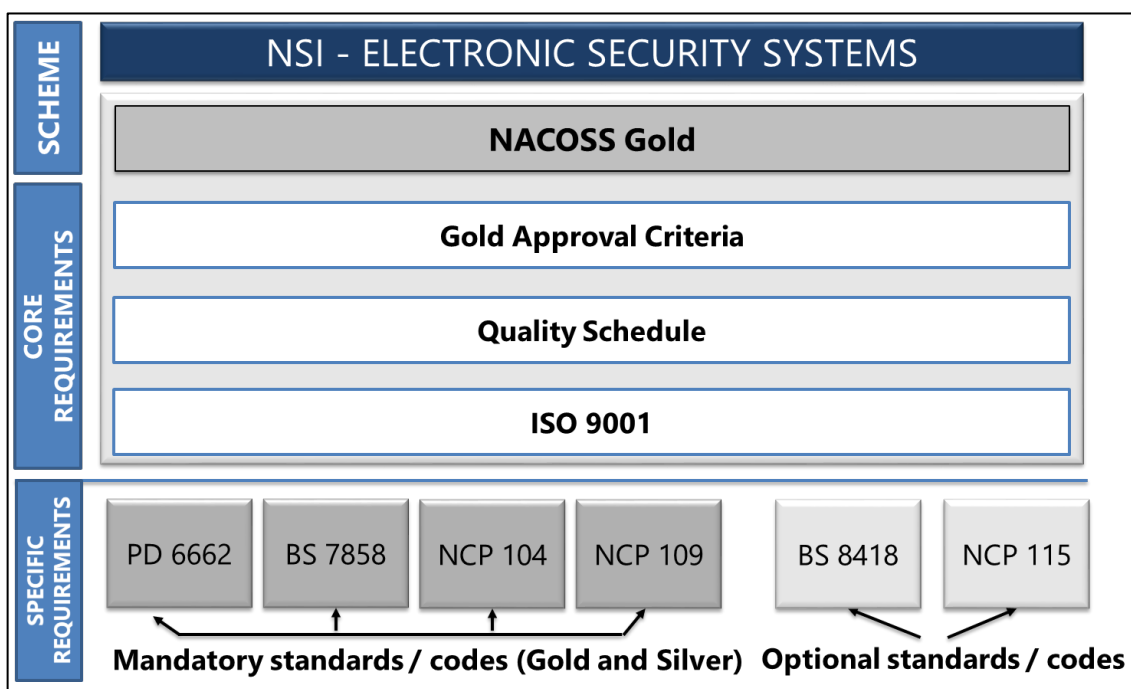 SCHEME
NSI - ELECTRONIC SECURITY SYSTEMS
NACOSS Gold
CORE
REQUIREMENTS
Gold Approval Criteria
Quality Schedule
ISO 9001
SPECIFIC
REQUIREMENTS
PD 6662
BS 7858
NCP 104
NCP 109
BS 8418
NCP 115
Mandatory standards / codes (Gold and Silver)
Optional standards / codes